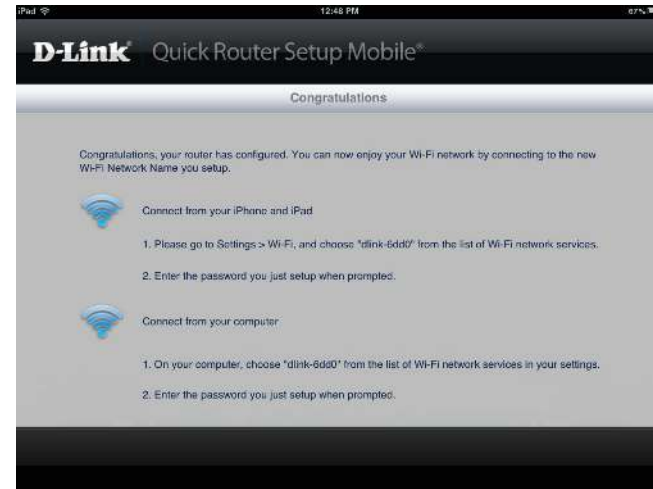 iPad 12:48 PM 67%
D-Link Quick Router Setup Mobile®
Congratulations
Congratulations, your router has configured. You can now enjoy your Wi-Fi network by connecting to the new
Wi-Fi Network Name you setup.
Connect from your iPhone and iPad
1. Please go to Settings > Wi-Fi, and choose "dlink-6dd0" from the list of Wi-Fi network services.
2. Enter the password you just setup when prompted.
Connect from your computer
1. On your computer, choose "dlink-6dd0" from the list of Wi-Fi network services in your settings.
2. Enter the password you just setup when prompted.